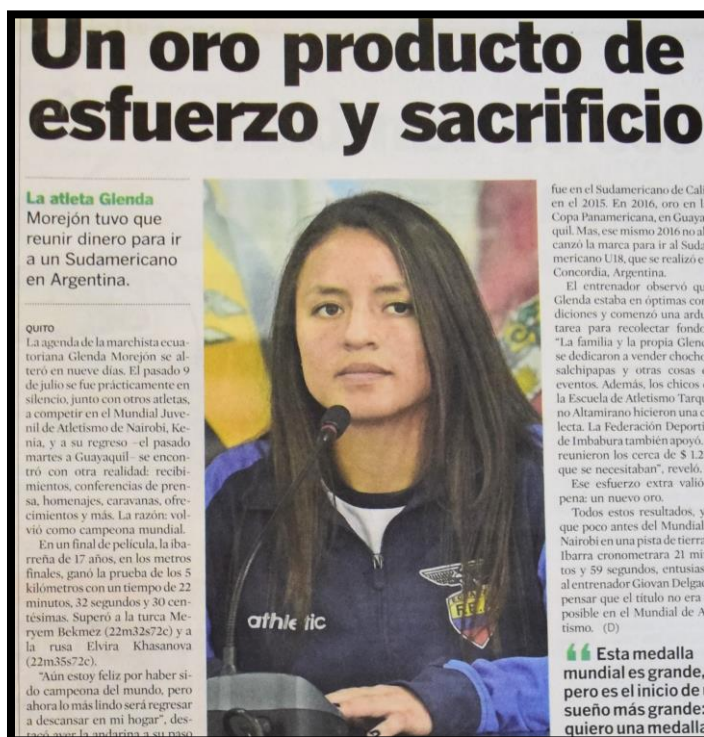 Un oro producto de
esfuerzo y sacrificio
La atleta Glenda
Morejón tuvo que
reunir dinero para ir
a un Sudamericano
en Argentina.
QUITO
La agenda de la marchista ecua-
toriana Glenda Morejón se al-
teró en nueve días. El pasado 9
de julio se fue prácticamente en
silencio, junto con otros atletas,
a competir en el Mundial Juve-
nil de Atletismo de Nairobi, Ke-
nia, y a su regreso –el pasado
martes a Guayaquil– se encon-
tró con otra realidad: recibi-
mientos, conferencias de pren-
sa, homenajes, caravanas, ofre-
cimientos y más. La razón: vol-
vió como campeona mundial.
En un final de película, la iba-
rreña de 17 años, en los metros
finales, ganó la prueba de los 5
kilómetros con un tiempo de 22
minutos, 32 segundos y 30 cen-
tésimas. Superó a la turca Me-
ryem Bekmez (22m32s72c) y a
la rusa Elvira Khasanova
(22m35s72c).
"Aún estoy feliz por haber si-
do campeona del mundo, pero
ahora lo más lindo será regresar
a descansar en mi hogar", des-
tacó ayer la andarina a su paso
athletic
F.E.A.
fue en el Sudamericano de Cali
en el 2015. En 2016, oro en l
Copa Panamericana, en Guaya
quil. Mas, ese mismo 2016 no al
canzó la marca para ir al Suda
mericano U18, que se realizó e
Concordia, Argentina.
El entrenador observó qu
Glenda estaba en óptimas con
diciones y comenzó una ardu
tarea para recolectar fondo
"La familia y la propia Glend
se dedicaron a vender chocho
salchipapas y otras cosas e
eventos. Además, los chicos d
la Escuela de Atletismo Tarqu
no Altamirano hicieron una c
lecta. La Federación Deporti
de Imbabura también apoyó.
reunieron los cerca de $ 1.2
que se necesitaban", reveló.
Ese esfuerzo extra valió
pena: un nuevo oro.
Todos estos resultados, y
que poco antes del Mundial
Nairobi en una pista de tierra
Ibarra cronometrara 21 mi
tos y 59 segundos, entusias
al entrenador Giovan Delgad
pensar que el título no era
posible en el Mundial de A
tismo. (D)
“ Esta medalla
mundial es grande,
pero es el inicio de u
sueño más grande:
quiero una medalla